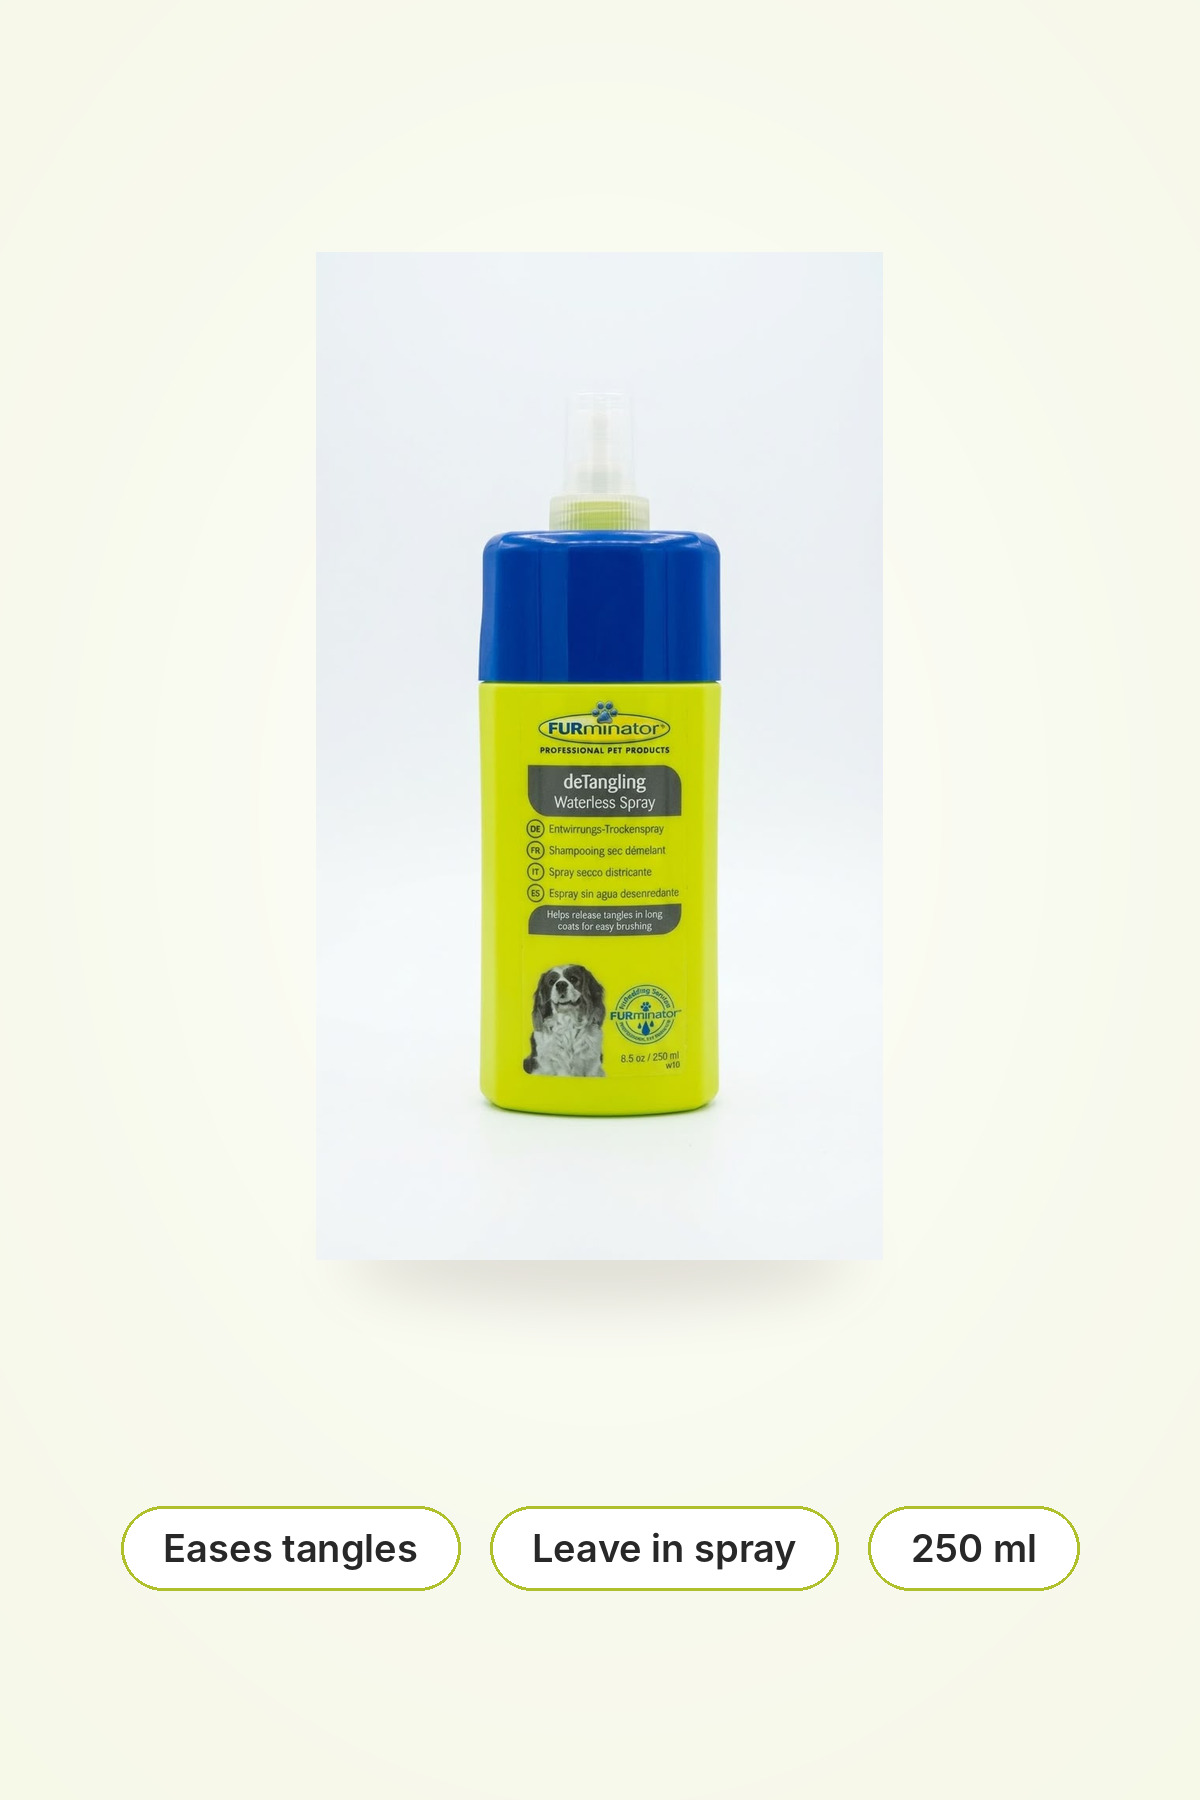 FURminator®
PROFESSIONAL PET PRODUCTS
deTangling
Waterless Spray
DE Entwirrungs-Trockenspray
FR Shampooing sec démelant
IT Spray secco districante
ES Espray sin agua desenredante
Helps release tangles in long
coats for easy brushing
FURminator
8.5 oz / 250 ml
w10
Eases tangles
Leave in spray
250 ml